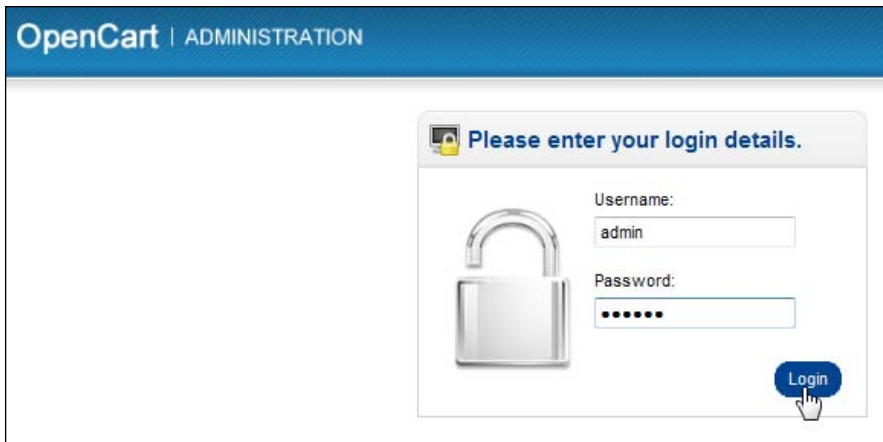 OpenCart | ADMINISTRATION
Please enter your login details.
Username:
admin
Password:
••••••
Login